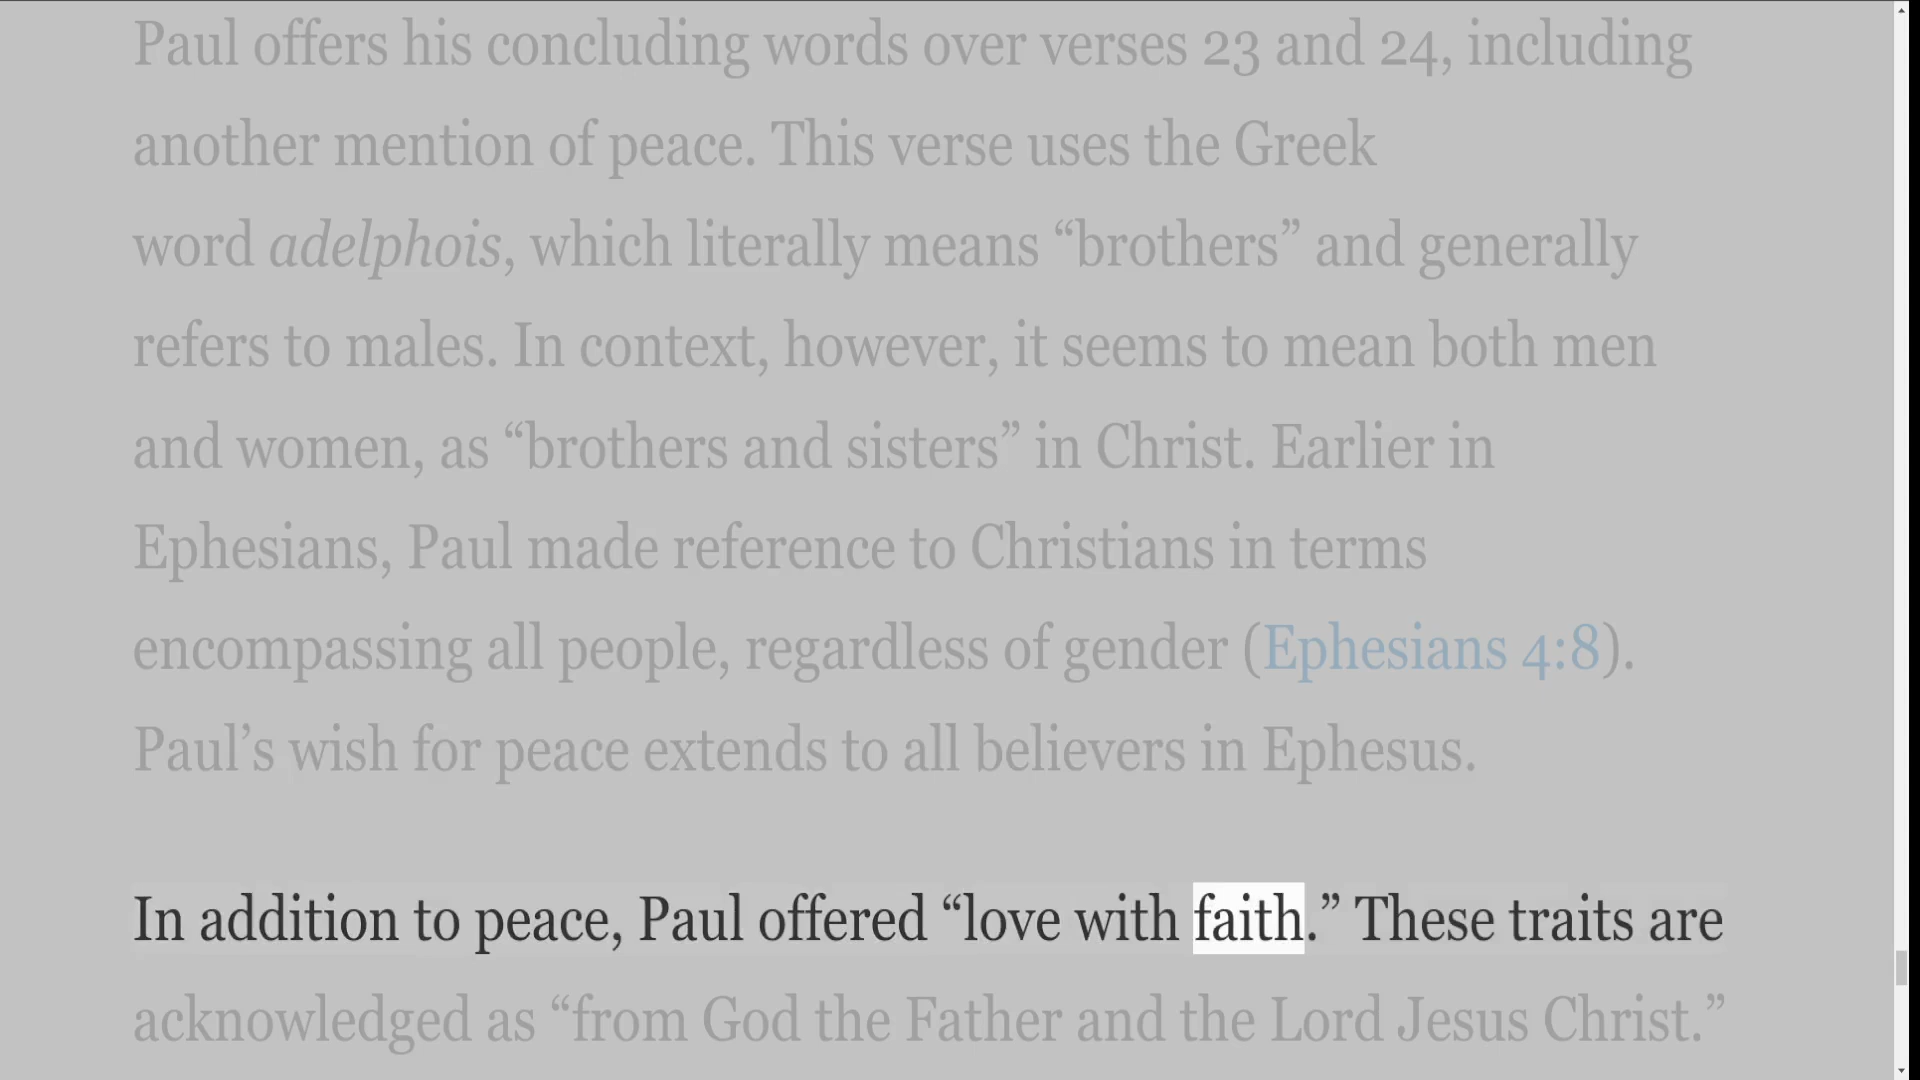 Paul offers his concluding words over verses 23 and 24, including
another mention of peace. This verse uses the Greek
word adelphois, which literally means “brothers” and generally
refers to males. In context, however, it seems to mean both men
and women, as “brothers and sisters” in Christ. Earlier in
Ephesians, Paul made reference to Christians in terms
encompassing all people, regardless of gender (Ephesians 4:8).
Paul’s wish for peace extends to all believers in Ephesus.
In addition to peace, Paul offered “love with faith.” These traits are
acknowledged as “from God the Father and the Lord Jesus Christ.”